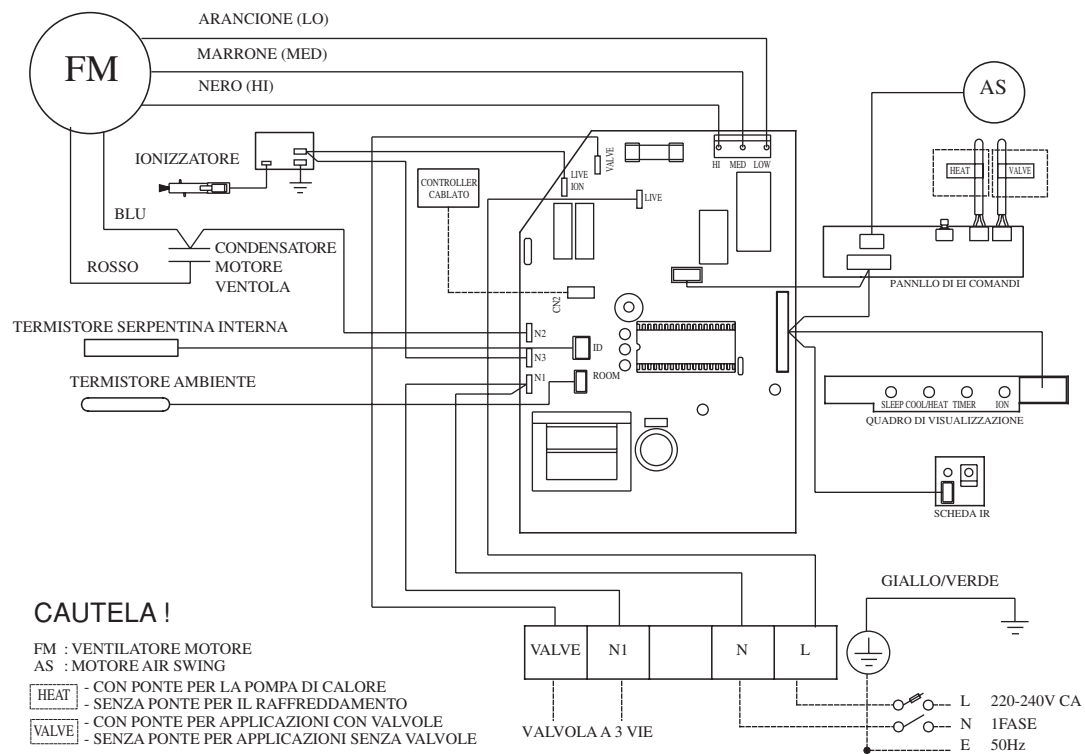 ARANCIONE (LO)
FM
MARRONE (MED)
NERO (HI)
AS
IONIZZATORE
VALVE
HI MED LOW
LIVE
ION
LIVE
CONTROLLER
CABLATO
HEAT
VALVE
BLU
CONDENSATORE
MOTORE
VENTOLA
ROSSO
PANNLLO DI EI COMANDI
CN2
TERMISTORE SERPENTINA INTERNA
N2
ID
N3
TERMISTORE AMBIENTE
N1
ROOM
SLEEP COOL/HEAT TIMER ION
QUADRO DI VISUALIZZAZIONE
SCHEDA IR
GIALLO/VERDE
CAUTELA !
FM : VENTILATORE MOTORE
AS : MOTORE AIR SWING
HEAT - CON PONTE PER LA POMPA DI CALORE
- SENZA PONTE PER IL RAFFREDDAMENTO
VALVE - CON PONTE PER APPLICAZIONI CON VALVOLE
- SENZA PONTE PER APPLICAZIONI SENZA VALVOLE
VALVE N1 N L
VALVOLA A 3 VIE
L 220-240V CA
N 1FASE
E 50Hz